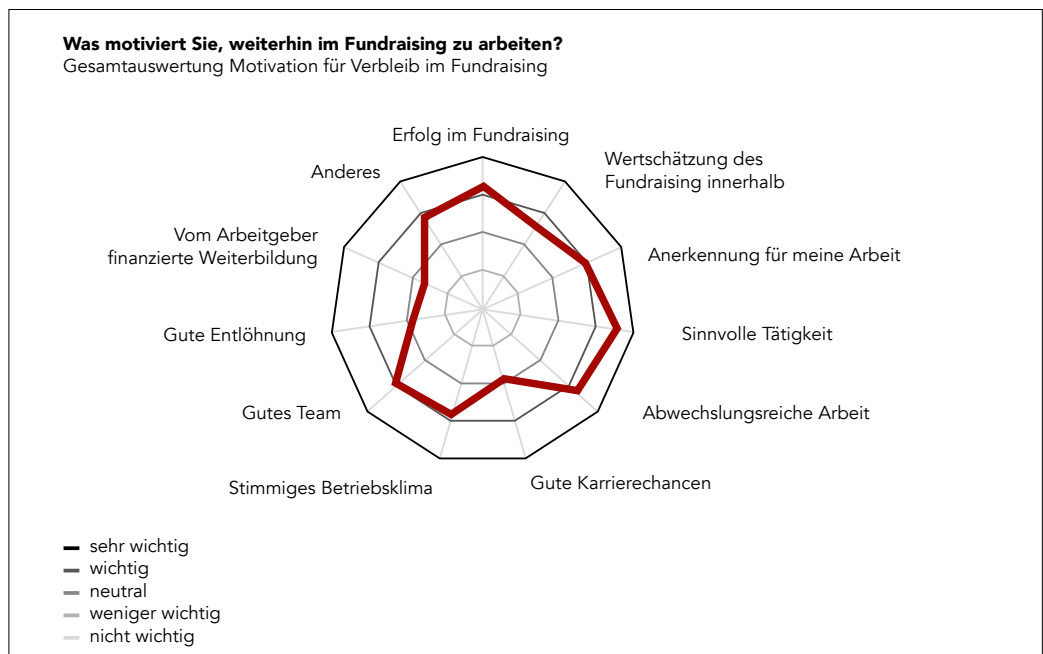 Was motiviert Sie, weiterhin im Fundraising zu arbeiten?
Gesamtauswertung Motivation für Verbleib im Fundraising
Erfolg im Fundraising
Wertschätzung des
Fundraising innerhalb
Anerkennung für meine Arbeit
Sinnvolle Tätigkeit
Abwechslungsreiche Arbeit
Gute Karrierechancen
Stimmiges Betriebsklima
Gutes Team
Gute Entlöhnung
Vom Arbeitgeber
finanzierte Weiterbildung
Anderes
sehr wichtig
wichtig
neutral
weniger wichtig
nicht wichtig